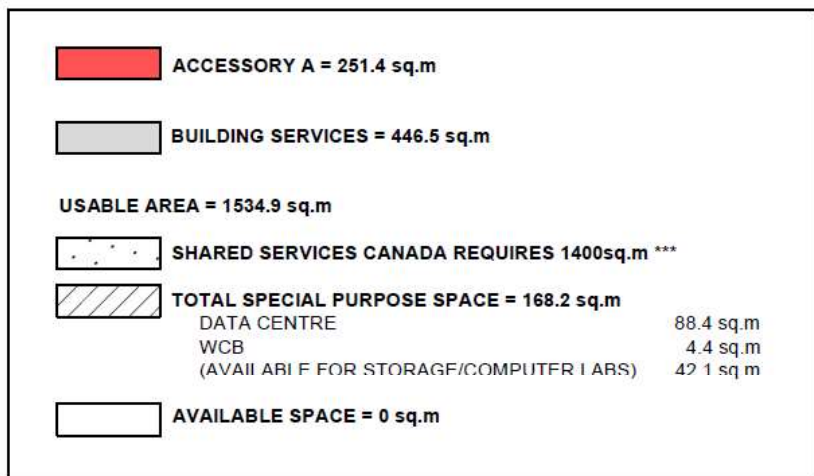 ACCESSORY A = 251.4 sq.m
BUILDING SERVICES = 446.5 sq.m
USABLE AREA = 1534.9 sq.m
SHARED SERVICES CANADA REQUIRES 1400sq.m ***
TOTAL SPECIAL PURPOSE SPACE = 168.2 sq.m
DATA CENTRE 88.4 sq.m
WCB 4.4 sq.m
(AVAILABLE FOR STORAGE/COMPUTER LABS) 42.1 sq.m
AVAILABLE SPACE = 0 sq.m